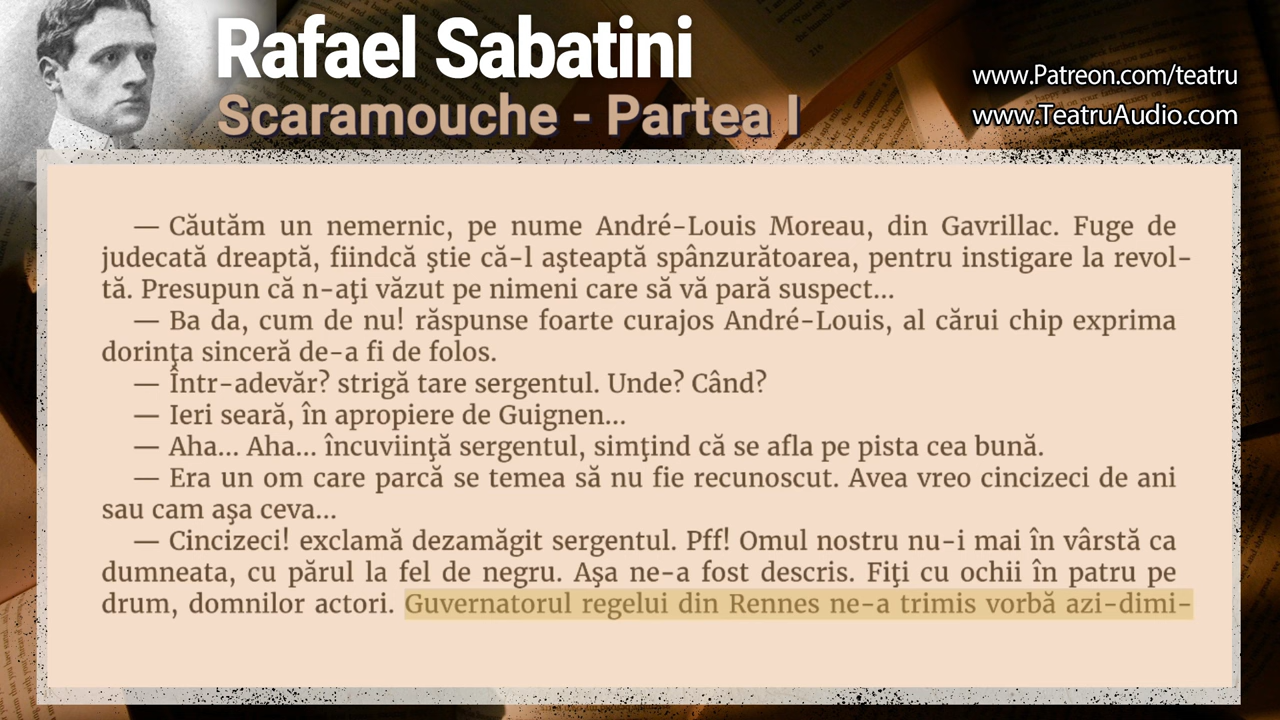 Rafael Sabatini
Scaramouche - Partea I
www.Patreon.com/teatru
www.TeatruAudio.com
— Căutăm un nemernic, pe nume André-Louis Moreau, din Gavrillac. Fuge de
judecată dreaptă, fiindcă ştie că-l aşteaptă spânzurătoarea, pentru instigare la revol-
tă. Presupun că n-aţi văzut pe nimeni care să vă pară suspect...
— Ba da, cum de nu! răspunse foarte curajos André-Louis, al cărui chip exprima
dorinţa sinceră de-a fi de folos.
— Într-adevăr? strigă tare sergentul. Unde? Când?
— Ieri seară, în apropiere de Guignen...
— Aha... Aha... încuviinţă sergentul, simţind că se afla pe pista cea bună.
— Era un om care parcă se temea să nu fie recunoscut. Avea vreo cincizeci de ani
sau cam aşa ceva...
— Cincizeci! exclamă dezamăgit sergentul. Pff! Omul nostru nu-i mai în vârstă ca
dumneata, cu părul la fel de negru. Aşa ne-a fost descris. Fiţi cu ochii în patru pe
drum, domnilor actori. Guvernatorul regelui din Rennes ne-a trimis vorbă azi-dimi-